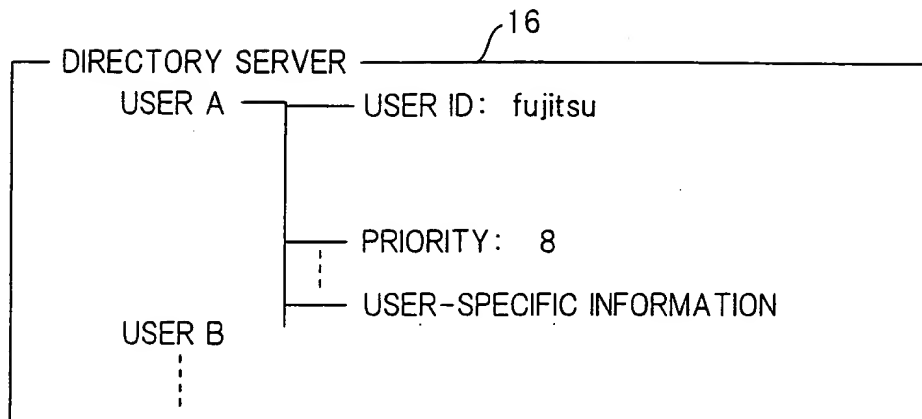 16
DIRECTORY SERVER
USER A USER ID: fujitsu
PRIORITY: 8
USER-SPECIFIC INFORMATION
USER B